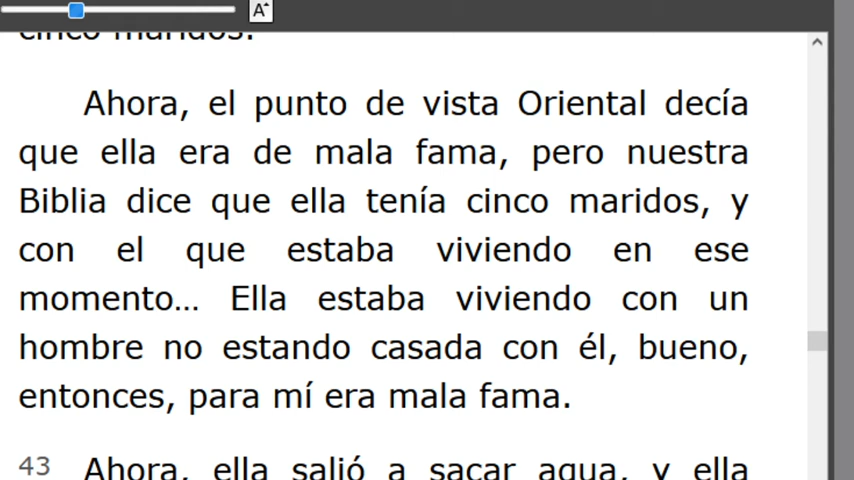 A
cinco maridos.
Ahora, el punto de vista Oriental decía
que ella era de mala fama, pero nuestra
Biblia dice que ella tenía cinco maridos, y
con el que estaba viviendo en ese
momento… Ella estaba viviendo con un
hombre no estando casada con él, bueno,
entonces, para mí era mala fama.
43 Ahora, ella salió a sacar agua, y ella